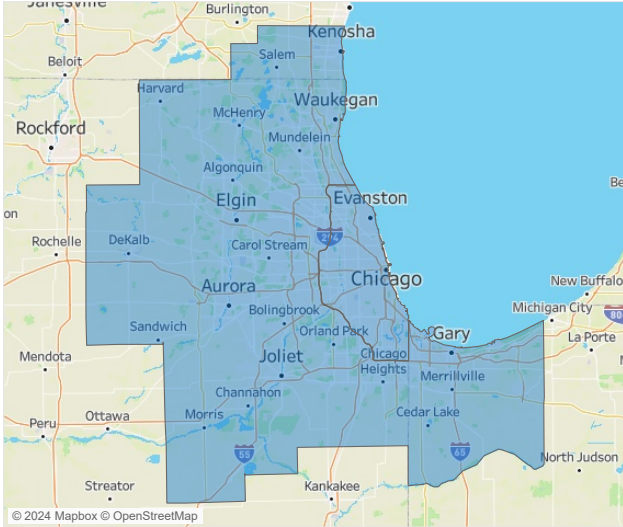 Janesville
Burlington
Kenosha
Beloit
Salem
Harvard
Waukegan
McHenry
Rockford
Mundelein
Algonquin
Elgin
Evanston
on
Be
294
Rochelle
DeKalb
Carol Stream
Chicago
New Buffalo
Aurora
Michigan City
Bolingbrook
80
Sandwich
Orland Park
Gary
La Porte
Mendota
Joliet
Chicago
Heights
Merrillville
Channahon
Morris
Cedar Lake
Ottawa
Peru
55
65
North Judson
Streator
Kankakee
© 2024 Mapbox © OpenStreetMap